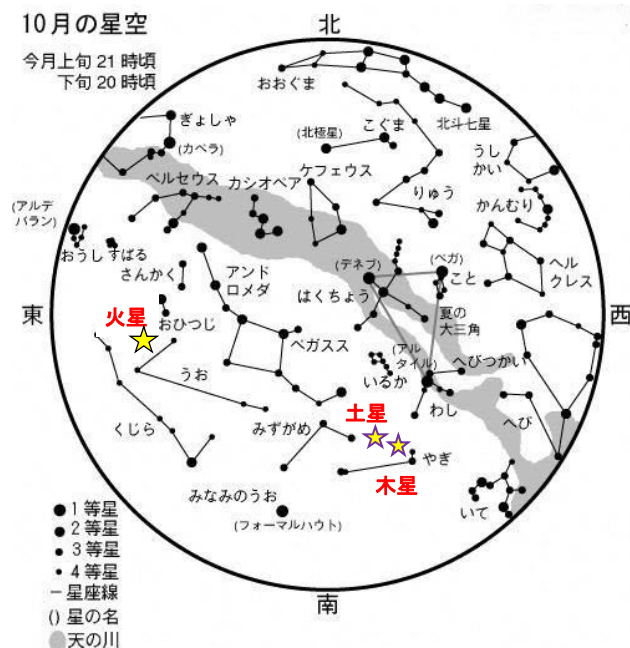 10月の星空
今月上旬21時頃
下旬20時頃
北
おおぐま
北斗七星
ぎょしゃ
(カペラ)
(北極星)
こぐま
うし
かい
ペルセウス
カシオペア
ケフェウス
りゅう
かんむり
(アルデ
バラン)
おうし
すばる
さんかく
アンド
ロメダ
(デネブ)
(ベガ)
こと
ヘル
クレス
はくちょう
夏の
大三角
東
西
火星
おひつじ
ペガスス
(アル
タイル)
へびつかい
うお
いるか
わし
へび
土星
くじら
みずがめ
やぎ
木星
みなみのうお
(フォーマルハウト)
いて
1等星
2等星
3等星
4等星
星座線
() 星の名
天の川
南